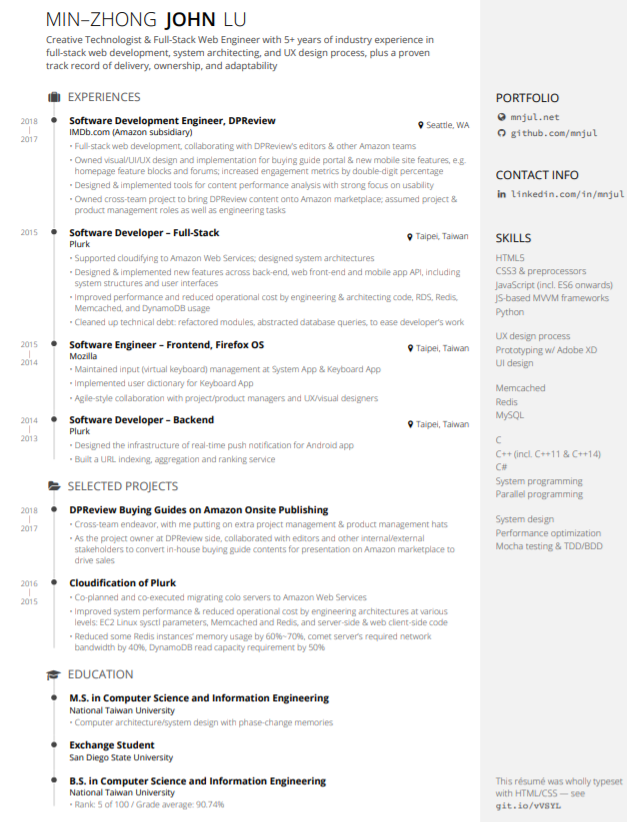 MIN–ZHONG JOHN LU
Creative Technologist & Full-Stack Web Engineer with 5+ years of industry experience in
full-stack web development, system architecting, and UX design process, plus a proven
track record of delivery, ownership, and adaptability
EXPERIENCES
2018
|
2017
Software Development Engineer, DPReview
Seattle, WA
IMDb.com (Amazon subsidiary)
• Full-stack web development, collaborating with DPReview's editors & other Amazon teams
• Owned visual/UI/UX design and implementation for buying guide portal & new mobile site features, e.g.
homepage feature blocks and forums; increased engagement metrics by double-digit percentage
• Designed & implemented tools for content performance analysis with strong focus on usability
• Owned cross-team project to bring DPReview content onto Amazon marketplace; assumed project &
product management roles as well as engineering tasks
2015
Software Developer – Full-Stack
Taipei, Taiwan
Plurk
• Supported cloudifying to Amazon Web Services; designed system architectures
• Designed & implemented new features across back-end, web front-end and mobile app API, including
system structures and user interfaces
• Improved performance and reduced operational cost by engineering & architecting code, RDS, Redis,
Memcached, and DynamoDB usage
• Cleaned up technical debt: refactored modules, abstracted database queries, to ease developer's work
2015
|
2014
Software Engineer – Frontend, Firefox OS
Taipei, Taiwan
Mozilla
• Maintained input (virtual keyboard) management at System App & Keyboard App
• Implemented user dictionary for Keyboard App
• Agile-style collaboration with project/product managers and UX/visual designers
2014
|
2013
Software Developer – Backend
Taipei, Taiwan
Plurk
• Designed the infrastructure of real-time push notification for Android app
• Built a URL indexing, aggregation and ranking service
SELECTED PROJECTS
2018
|
2017
DPReview Buying Guides on Amazon Onsite Publishing
• Cross-team endeavor, with me putting on extra project management & product management hats
• As the project owner at DPReview side, collaborated with editors and other internal/external
stakeholders to convert in-house buying guide contents for presentation on Amazon marketplace to
drive sales
2016
|
2015
Cloudification of Plurk
• Co-planned and co-executed migrating colo servers to Amazon Web Services
• Improved system performance & reduced operational cost by engineering architectures at various
levels: EC2 Linux sysctl parameters, Memcached and Redis, and server-side & web client-side code
• Reduced some Redis instances' memory usage by 60%~70%, comet server's required network
bandwidth by 40%, DynamoDB read capacity requirement by 50%
EDUCATION
M.S. in Computer Science and Information Engineering
National Taiwan University
• Computer architecture/system design with phase-change memories
Exchange Student
San Diego State University
B.S. in Computer Science and Information Engineering
National Taiwan University
• Rank: 5 of 100 / Grade average: 90.74%
PORTFOLIO
mnjul.net
github.com/mnjul
CONTACT INFO
linkedin.com/in/mnjul
SKILLS
HTML5
CSS3 & preprocessors
JavaScript (incl. ES6 onwards)
JS-based MVVM frameworks
Python
UX design process
Prototyping w/ Adobe XD
UI design
Memcached
Redis
MySQL
C
C++ (incl. C++11 & C++14)
C#
System programming
Parallel programming
System design
Performance optimization
Mocha testing & TDD/BDD
This résumé was wholly typeset
with HTML/CSS — see
git.io/vVSYL